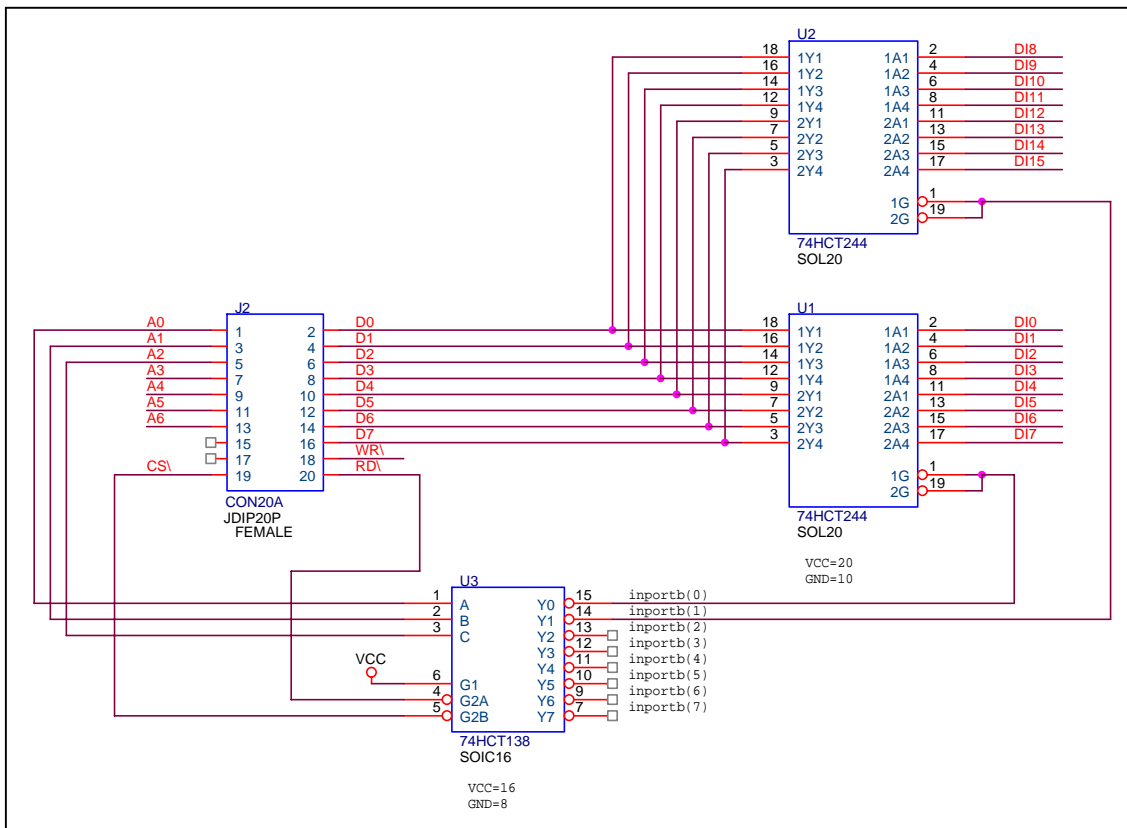 U2
18 1Y1 1A1 2 DI8
16 1Y2 1A2 4 DI9
14 1Y3 1A3 6 DI10
12 1Y4 1A4 8 DI11
9 2Y1 2A1 11 DI12
7 2Y2 2A2 13 DI13
5 2Y3 2A3 15 DI14
3 2Y4 2A4 17 DI15
1G 1
2G 19
74HCT244
SOL20
J2
A0 1 2 D0
A1 3 4 D1
A2 5 6 D2
A3 7 8 D3
A4 9 10 D4
A5 11 12 D5
A6 13 14 D6
15 16 D7
17 18 WR\
CS\ 19 20 RD\
CON20A
JDIP20P
FEMALE
U1
18 1Y1 1A1 2 DI0
16 1Y2 1A2 4 DI1
14 1Y3 1A3 6 DI2
12 1Y4 1A4 8 DI3
9 2Y1 2A1 11 DI4
7 2Y2 2A2 13 DI5
5 2Y3 2A3 15 DI6
3 2Y4 2A4 17 DI7
1G 1
2G 19
74HCT244
SOL20
VCC=20
GND=10
U3
1 A Y0 15 inportb(0)
2 B Y1 14 inportb(1)
3 C Y2 13 inportb(2)
Y3 12 inportb(3)
Y4 11 inportb(4)
VCC
6 G1 Y5 10 inportb(5)
4 G2A Y6 9 inportb(6)
5 G2B Y7 7 inportb(7)
74HCT138
SOIC16
VCC=16
GND=8